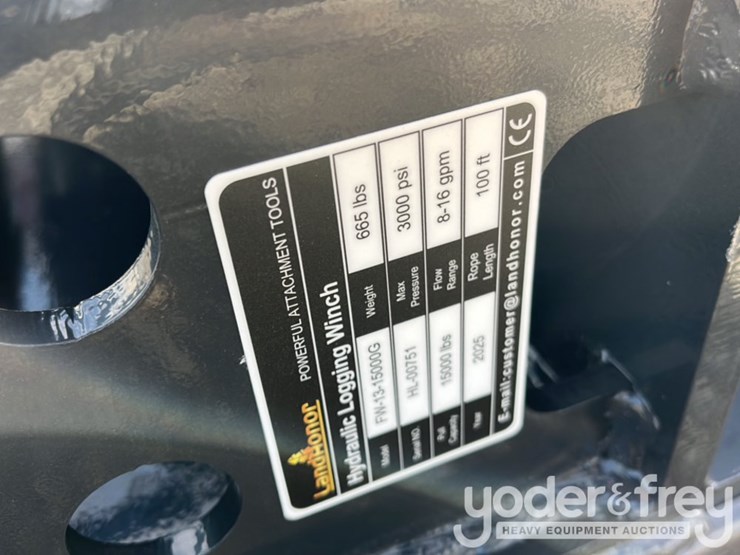 LandHonor POWERFUL ATTACHMENT TOOLS
Hydraulic Logging Winch
Model FW-13-15000G Weight 665 lbs
Serial NO. HL-00751 Max Pressure 3000 psi
Pull Capacity 15000 lbs Flow Range 8-16 gpm
Year 2025 Rope Length 100 ft
E-mail:customer@landhonor.com CE
yoder&frey
HEAVY EQUIPMENT AUCTIONS